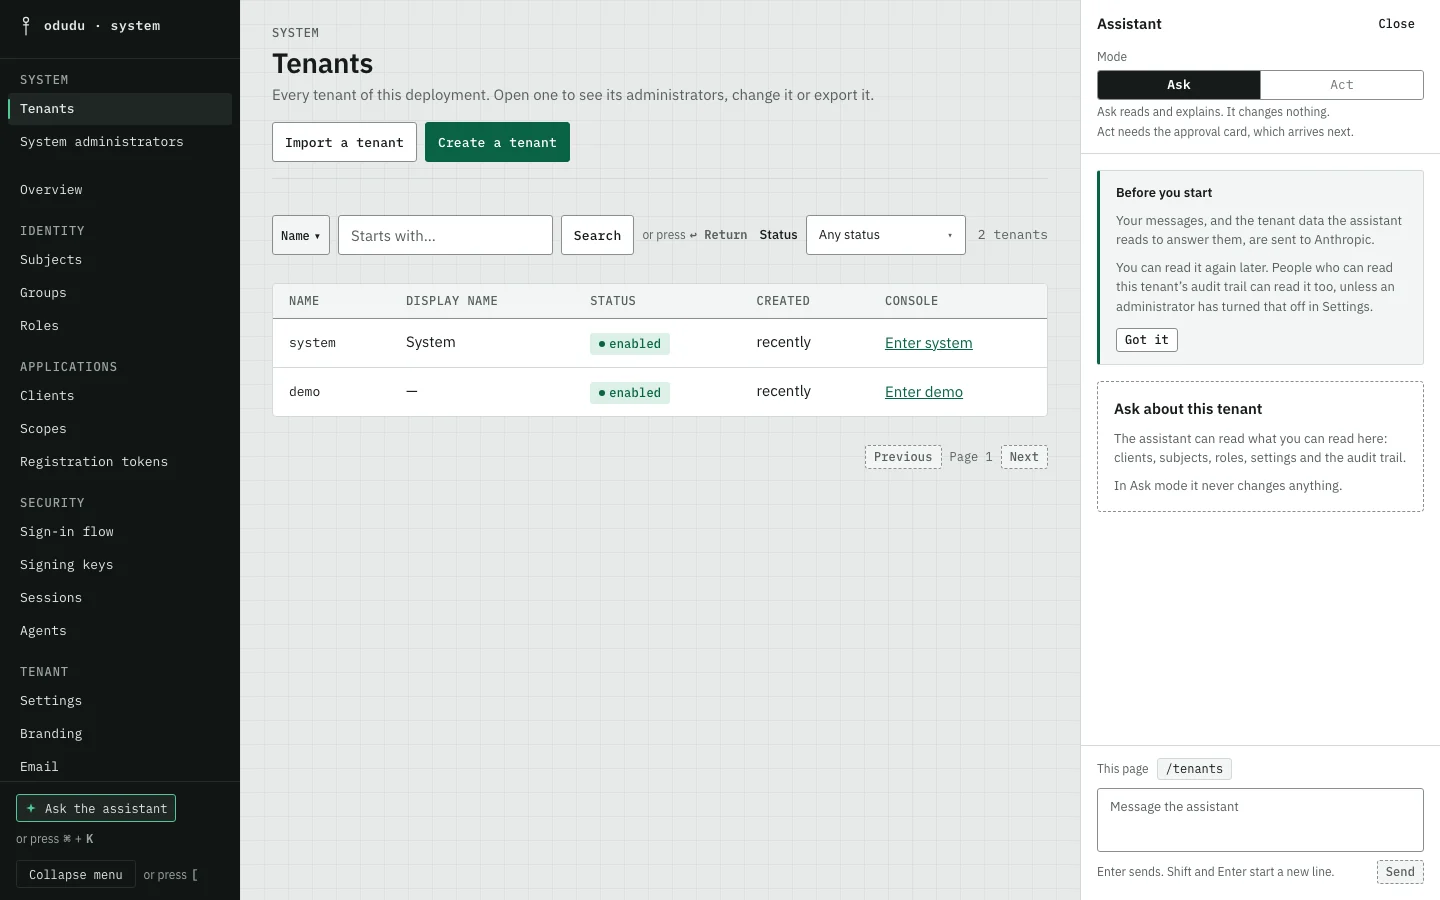 odudu · system
SYSTEM
Tenants
System administrators
Overview
IDENTITY
Subjects
Groups
Roles
APPLICATIONS
Clients
Scopes
Registration tokens
SECURITY
Sign-in flow
Signing keys
Sessions
Agents
TENANT
Settings
Branding
Email
Ask the assistant
or press ⌘ + K
Collapse menu or press [
SYSTEM
Tenants
Every tenant of this deployment. Open one to see its administrators, change it or export it.
Import a tenant Create a tenant
Name ▾ Starts with... Search or press ↩ Return Status Any status ▾ 2 tenants
NAME DISPLAY NAME STATUS CREATED CONSOLE
system System enabled recently Enter system
demo — enabled recently Enter demo
Previous Page 1 Next
Assistant Close
Mode
Ask Act
Ask reads and explains. It changes nothing.
Act needs the approval card, which arrives next.
Before you start
Your messages, and the tenant data the assistant
reads to answer them, are sent to Anthropic.
You can read it again later. People who can read
this tenant’s audit trail can read it too, unless an
administrator has turned that off in Settings.
Got it
Ask about this tenant
The assistant can read what you can read here:
clients, subjects, roles, settings and the audit trail.
In Ask mode it never changes anything.
This page /tenants
Message the assistant
Enter sends. Shift and Enter start a new line. Send